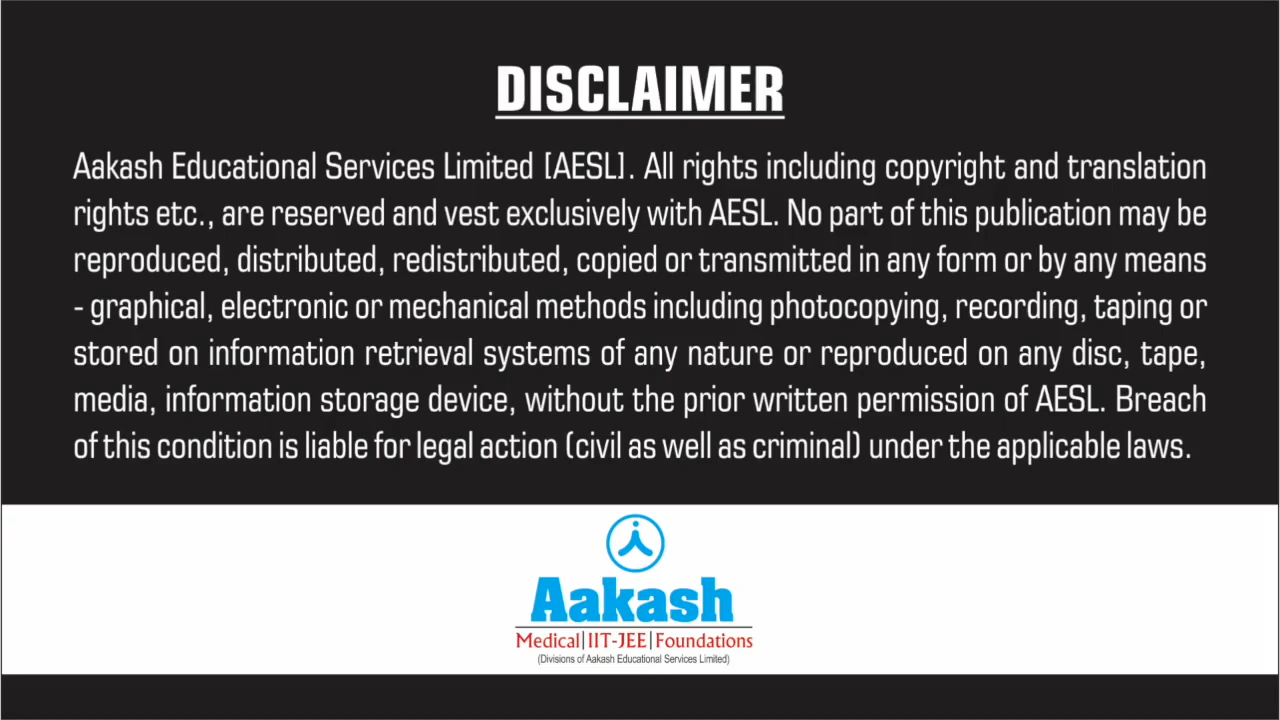 DISCLAIMER
Aakash Educational Services Limited [AESL]. All rights including copyright and translation
rights etc., are reserved and vest exclusively with AESL. No part of this publication may be
reproduced, distributed, redistributed, copied or transmitted in any form or by any means
- graphical, electronic or mechanical methods including photocopying, recording, taping or
stored on information retrieval systems of any nature or reproduced on any disc, tape,
media, information storage device, without the prior written permission of AESL. Breach
of this condition is liable for legal action (civil as well as criminal) under the applicable laws.
Aakash
Medical|IIT-JEE|Foundations
(Divisions of Aakash Educational Services Limited)